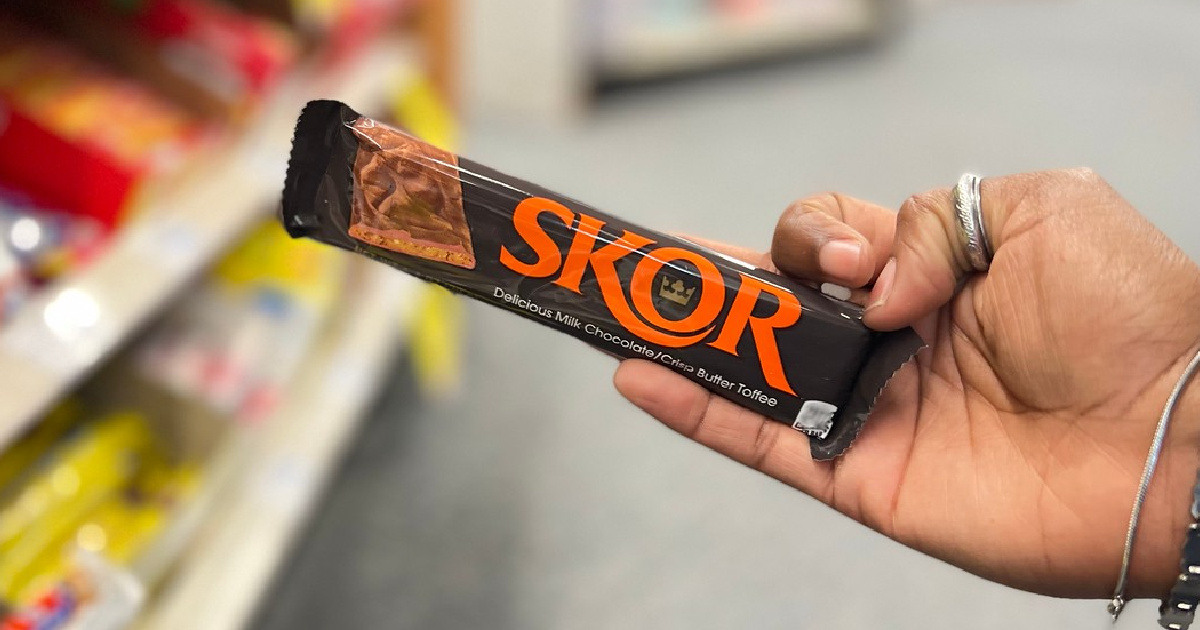 SKOR
Delicious Milk Chocolate/Crisp Butter Toffee